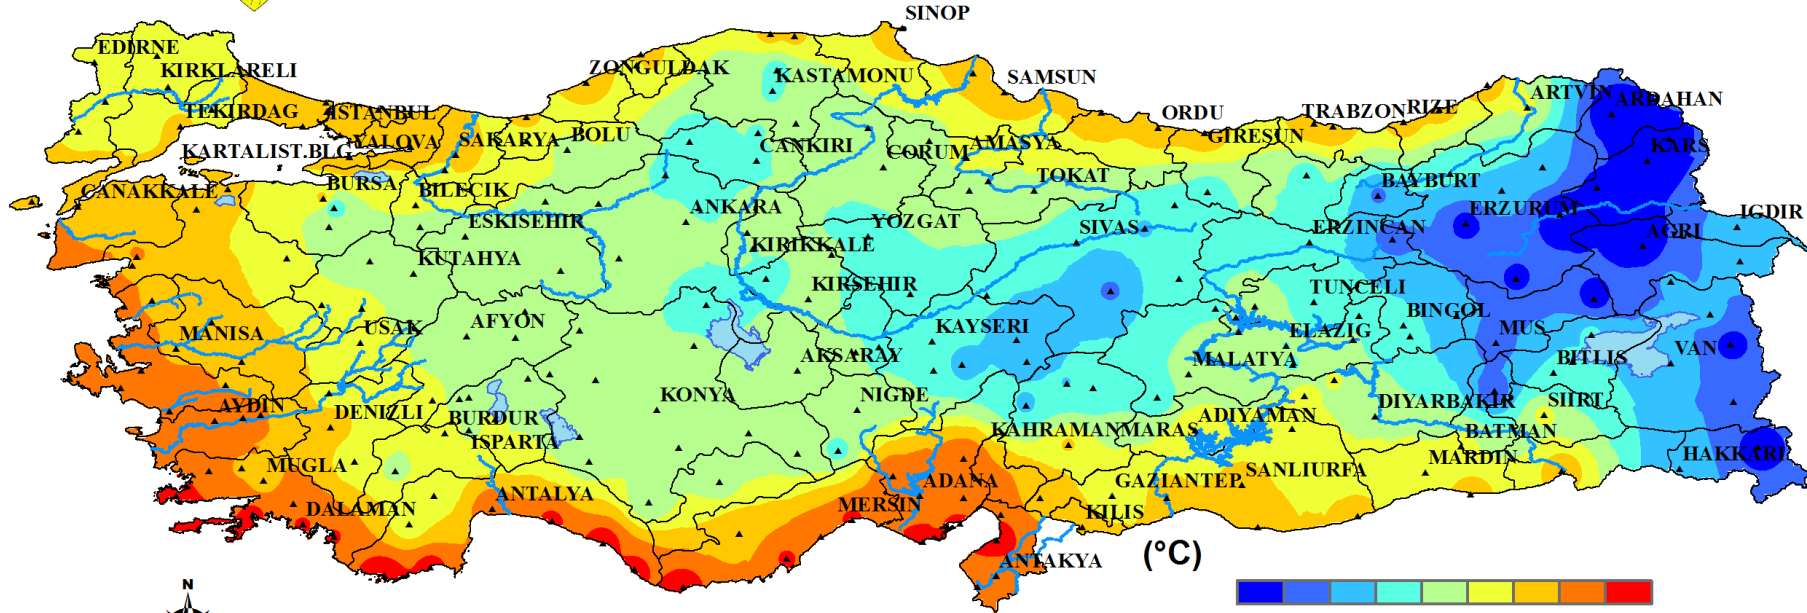 SINOP
EDIRNE
KIRKLARELI
ZONGULDAK
KASTAMONU
SAMSUN
ARTVIN
ARDAHAN
TEKIRDAG
ISTANBUL
ORDU
TRABZON
RIZE
YALOVA
SAKARYA
BOLU
CANKIRI
CORUM
AMASYA
GIRESUN
KARS
KARTALIST.BLG
CANAKKALE
BURSA
BILECIK
TOKAT
BAYBURT
ESKISEHIR
ANKARA
YOZGAT
SIVAS
ERZINCAN
ERZURUM
IGDIR
KUTAHYA
KIRIKKALE
AGRI
KIRSEHIR
TUNCELI
MANISA
USAK
AFYON
KAYSERI
ELAZIG
BINGOL
MUS
AKSARAY
MALATYA
BITLIS
VAN
AYDIN
DENIZLI
BURDUR
KONYA
NIGDE
ADIYAMAN
DIYARBAKIR
SIIRT
ISPARTA
KAHRAMANMARAS
BATMAN
MUGLA
ANTALYA
MERSIN
ADANA
GAZIANTEP
SANLIURFA
MARDIN
HAKKARI
DALAMAN
KILIS
ANTAKYA
(°C)
N